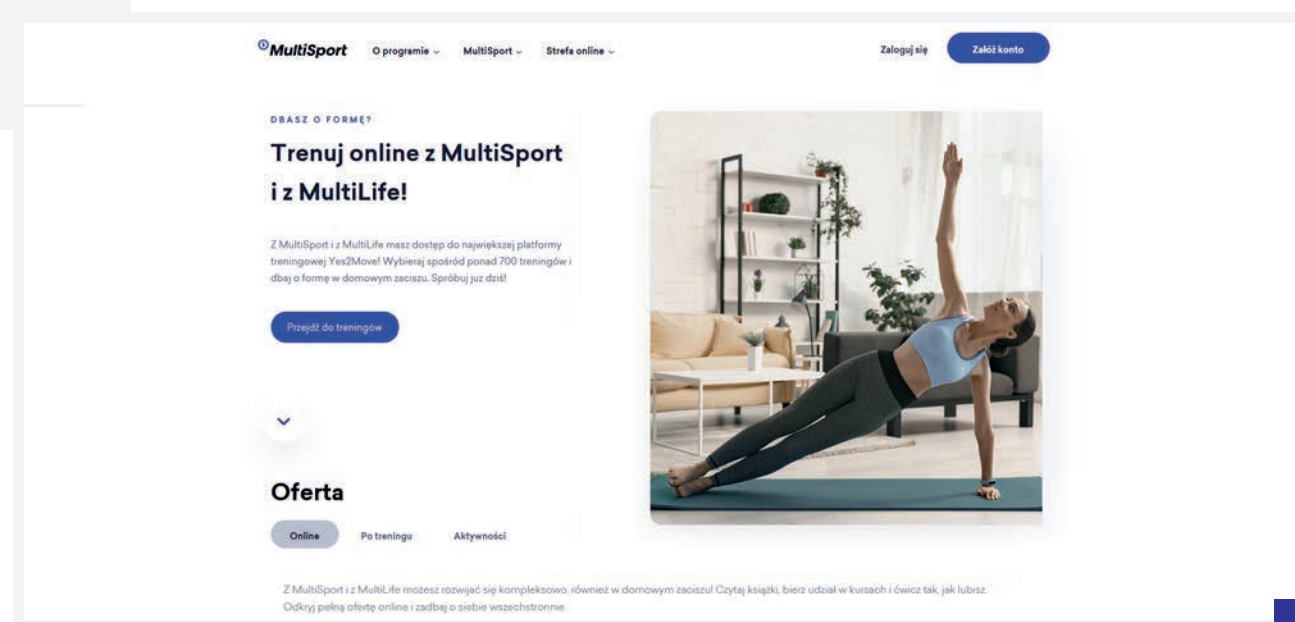 MultiSport
O programie
MultiSport
Strefa online
Zaloguj się
Załóż konto
DBASZ O FORMĘ?
Trenuj online z MultiSport
i z MultiLife!
Z MultiSport i z MultiLife masz dostęp do największej platformy
treningowej Yes2Move! Wybieraj spośród ponad 700 treningów i
dbaj o formę w domowym zaciszu. Spróbuj już dziś!
Przejdź do treningów
Oferta
Online
Po treningu
Aktywności
Z MultiSport i z MultiLife możesz rozwijać się kompleksowo, również w domowym zaciszu! Czytaj książki, bierz udział w kursach i ćwicz tak, jak lubisz.
Odkryj pełną ofertę online i zadbaj o siebie wszechstronnie